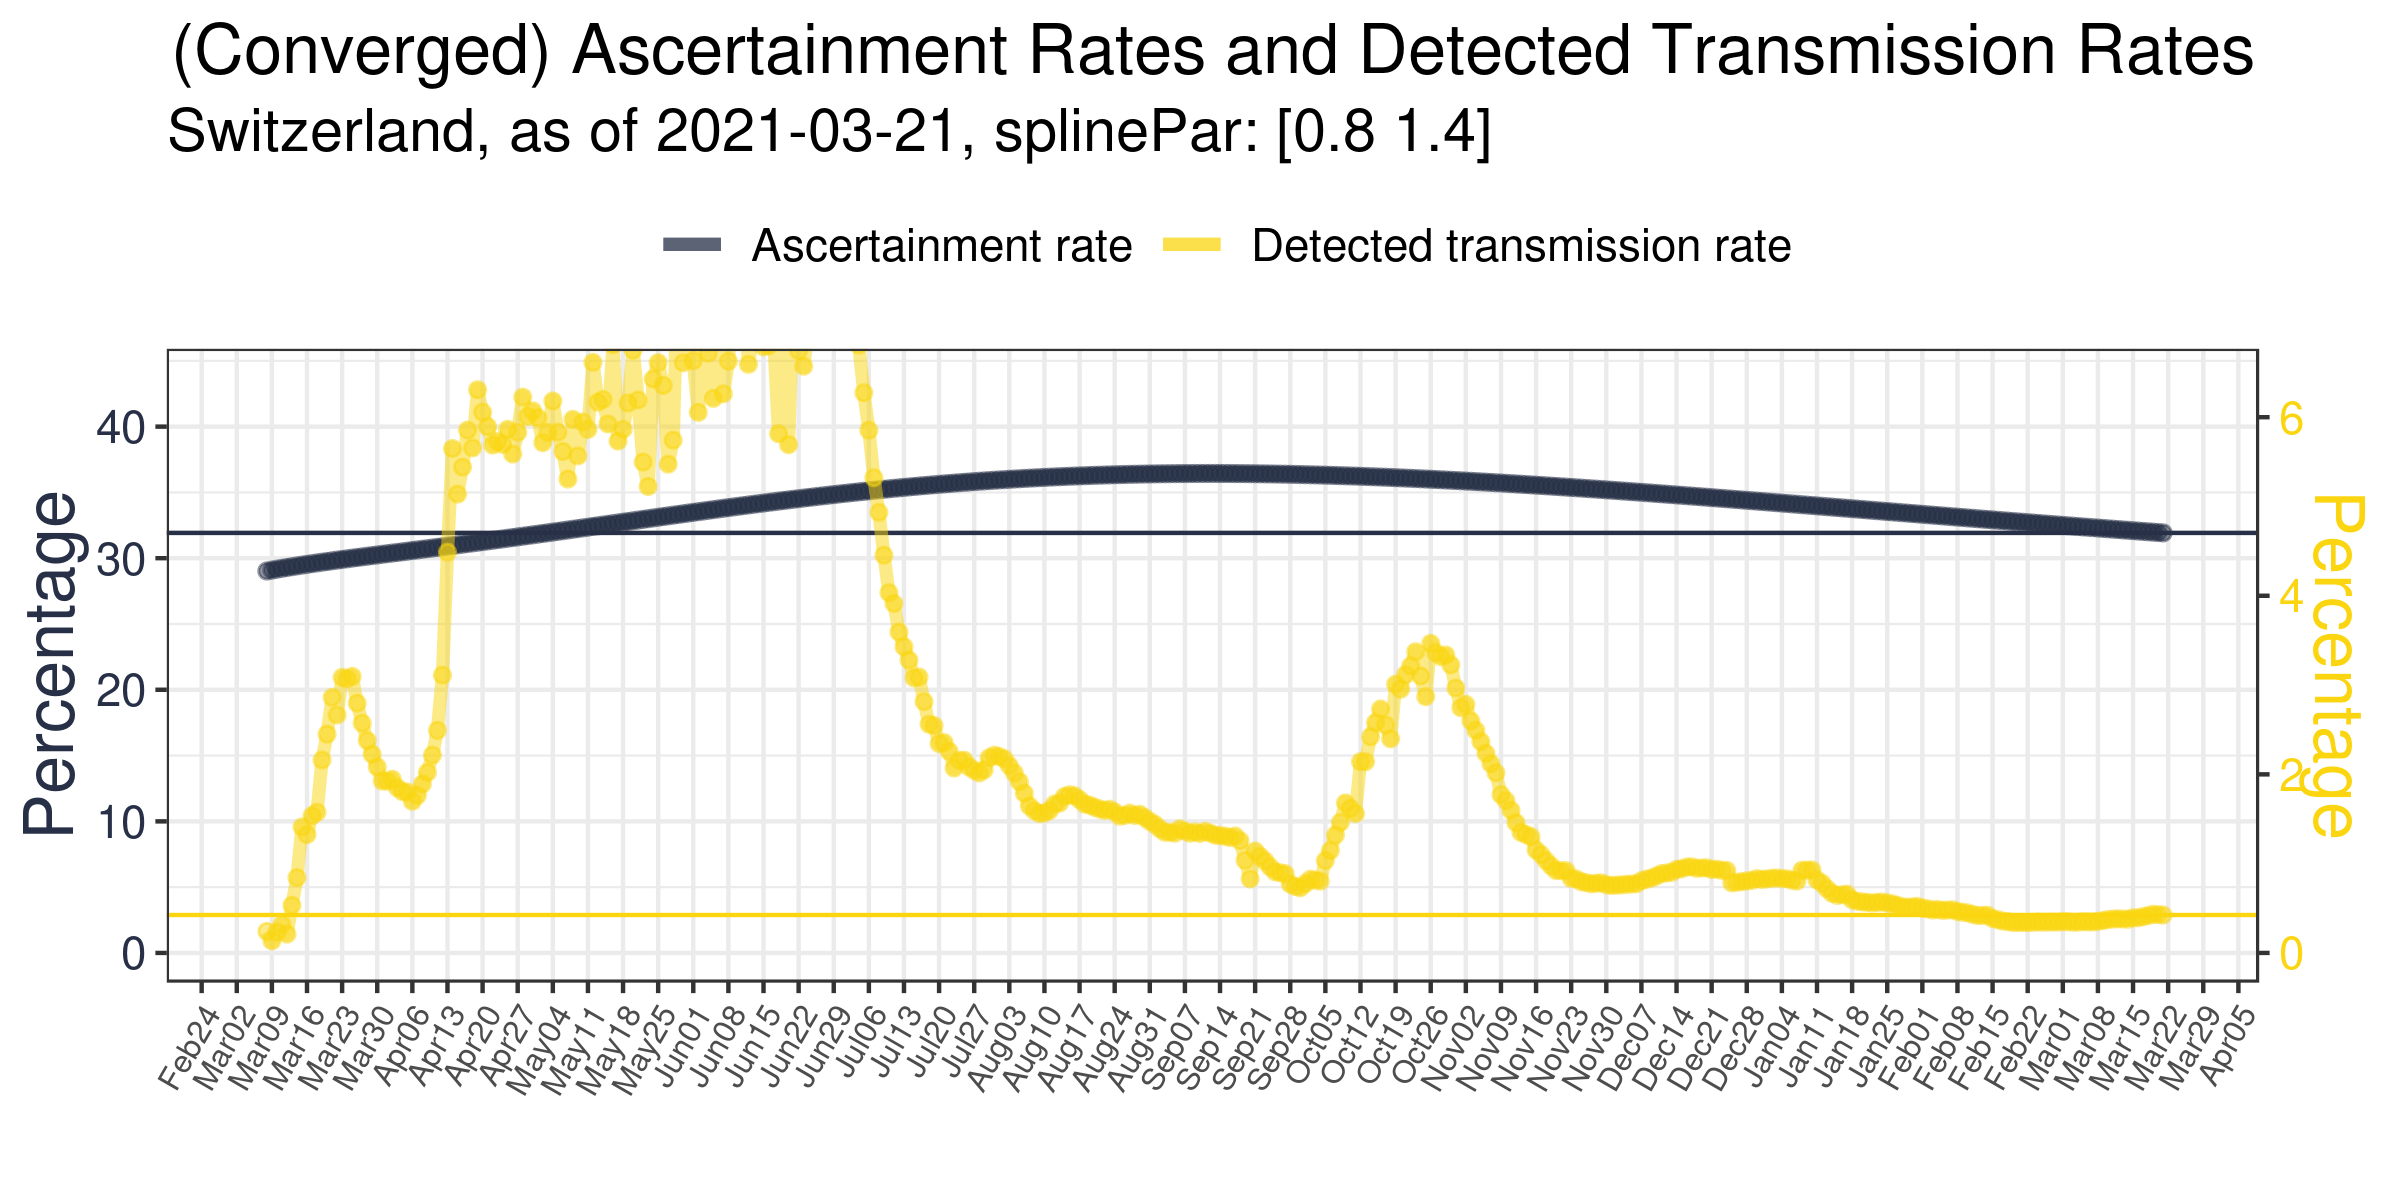 (Converged) Ascertainment Rates and Detected Transmission Rates
Switzerland, as of 2021-03-21, splinePar: [0.8 1.4]
Ascertainment rate
Detected transmission rate
Percentage
40
30
20
10
0
6
4
2
0
Percentage
Feb24
Mar02
Mar09
Mar16
Mar23
Mar30
Apr06
Apr13
Apr20
Apr27
May04
May11
May18
May25
Jun01
Jun08
Jun15
Jun22
Jun29
Jul06
Jul13
Jul20
Jul27
Aug03
Aug10
Aug17
Aug24
Aug31
Sep07
Sep14
Sep21
Sep28
Oct05
Oct12
Oct19
Oct26
Nov02
Nov09
Nov16
Nov23
Nov30
Dec07
Dec14
Dec21
Dec28
Jan04
Jan11
Jan18
Jan25
Feb01
Feb08
Feb15
Feb22
Mar01
Mar08
Mar15
Mar22
Mar29
Apr05